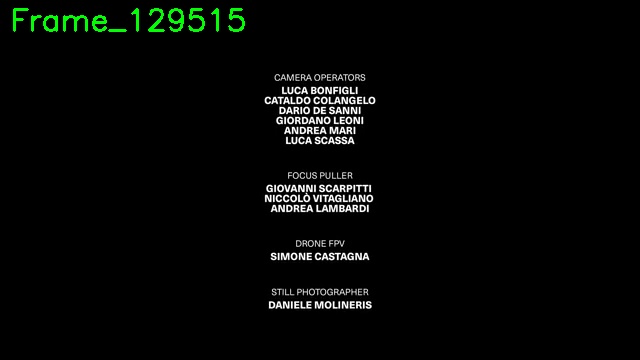 Frame_129515
CAMERA OPERATORS
LUCA BONFIGLI
CATALDO COLANGELO
DARIO DE SANNI
GIORDANO LEONI
ANDREA MARI
LUCA SCASSA
FOCUS PULLER
GIOVANNI SCARPITTI
NICCOLÒ VITAGLIANO
ANDREA LAMBARDI
DRONE FPV
SIMONE CASTAGNA
STILL PHOTOGRAPHER
DANIELE MOLINERIS